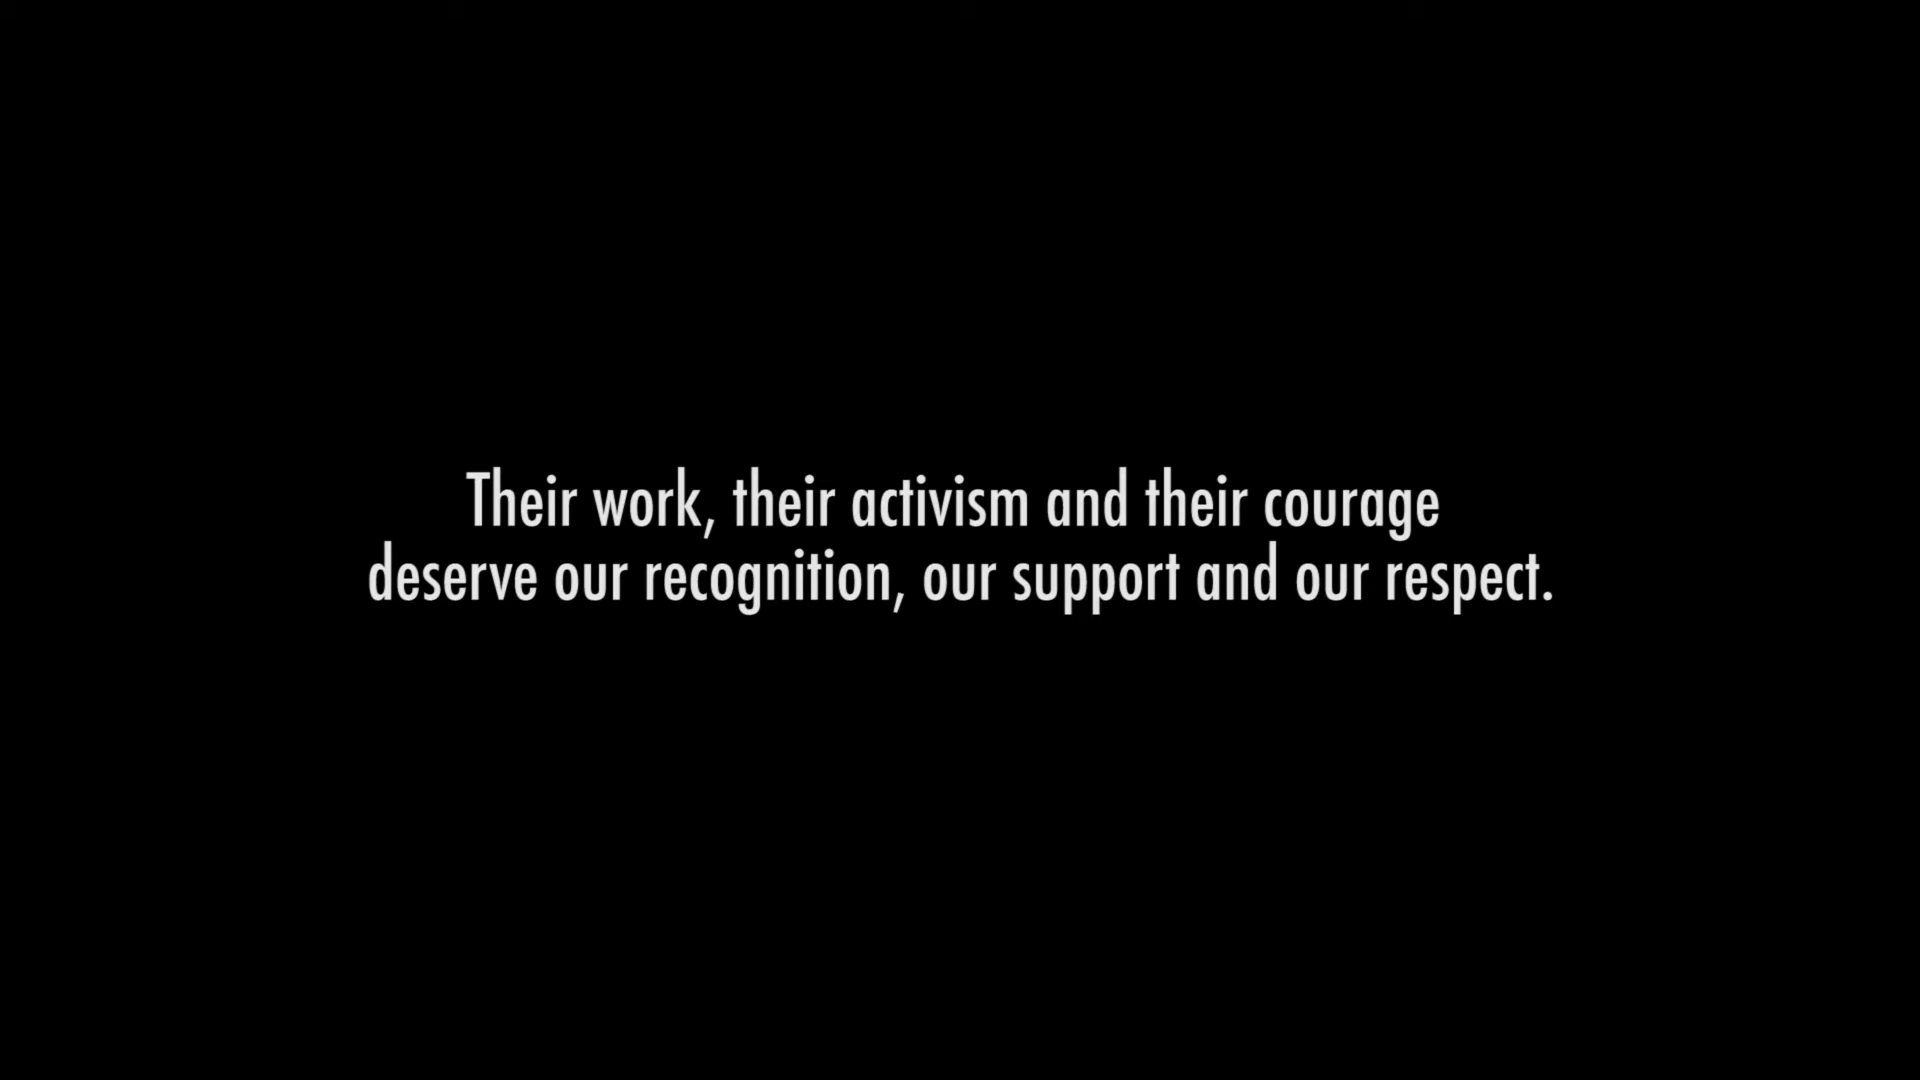 Their work, their activism and their courage
deserve our recognition, our support and our respect.